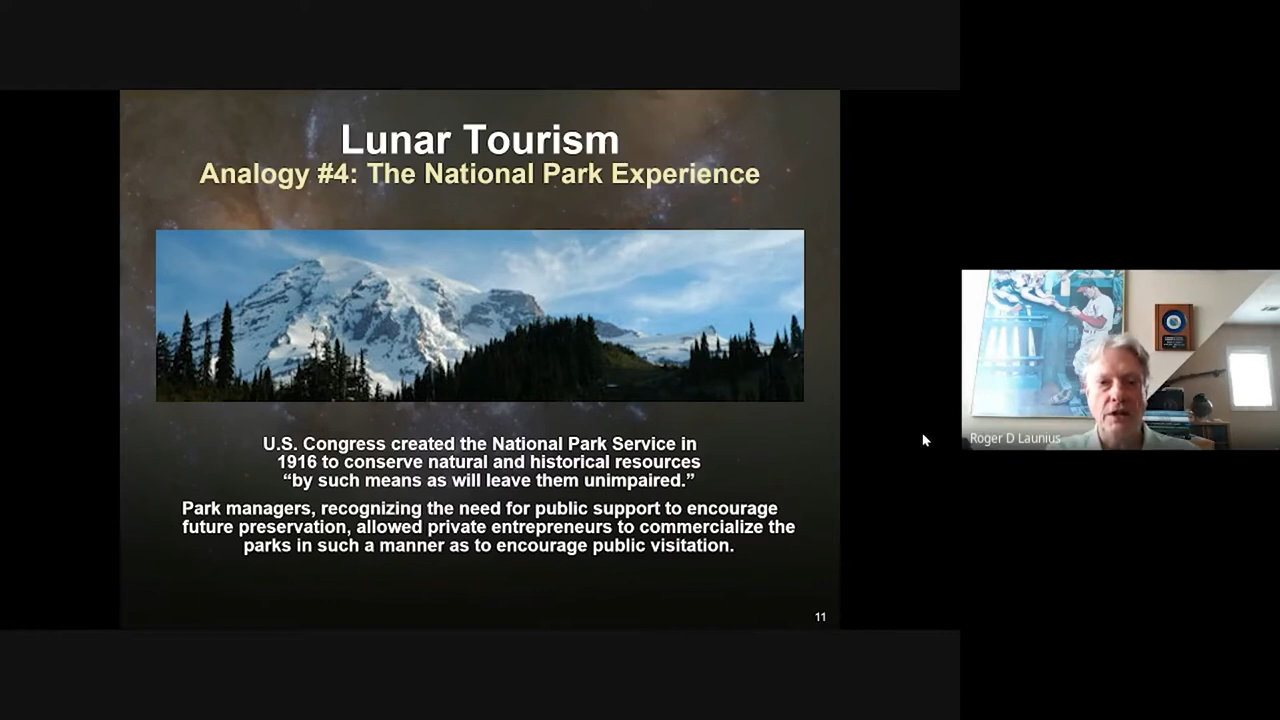 Lunar Tourism
Analogy #4: The National Park Experience
U.S. Congress created the National Park Service in
1916 to conserve natural and historical resources
“by such means as will leave them unimpaired.”
Park managers, recognizing the need for public support to encourage
future preservation, allowed private entrepreneurs to commercialize the
parks in such a manner as to encourage public visitation.
11
Roger D Launius